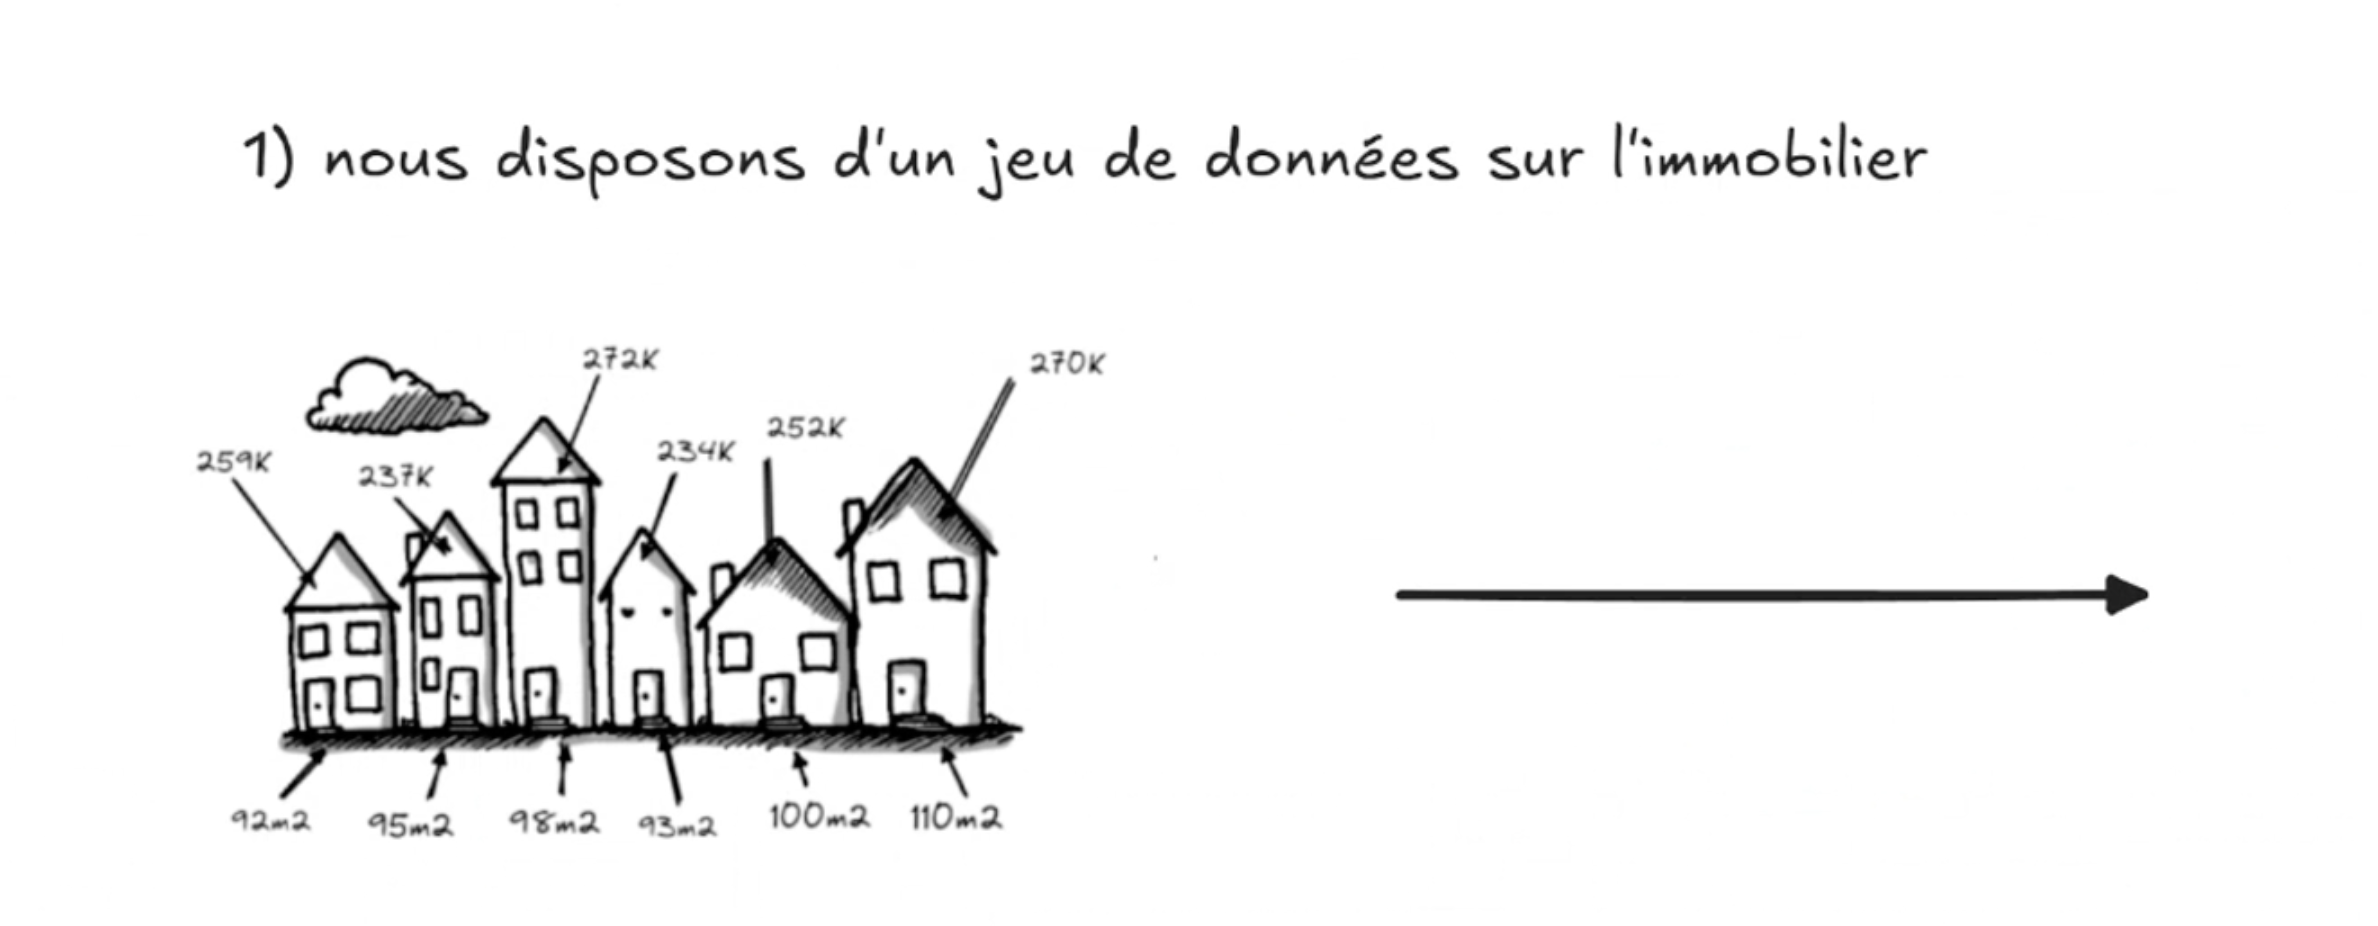 1) nous disposons d'un jeu de données sur l'immobilier
272K
270K
252K
234K
259K
237K
92m2
95m2
98m2
93m2
100m2
110m2